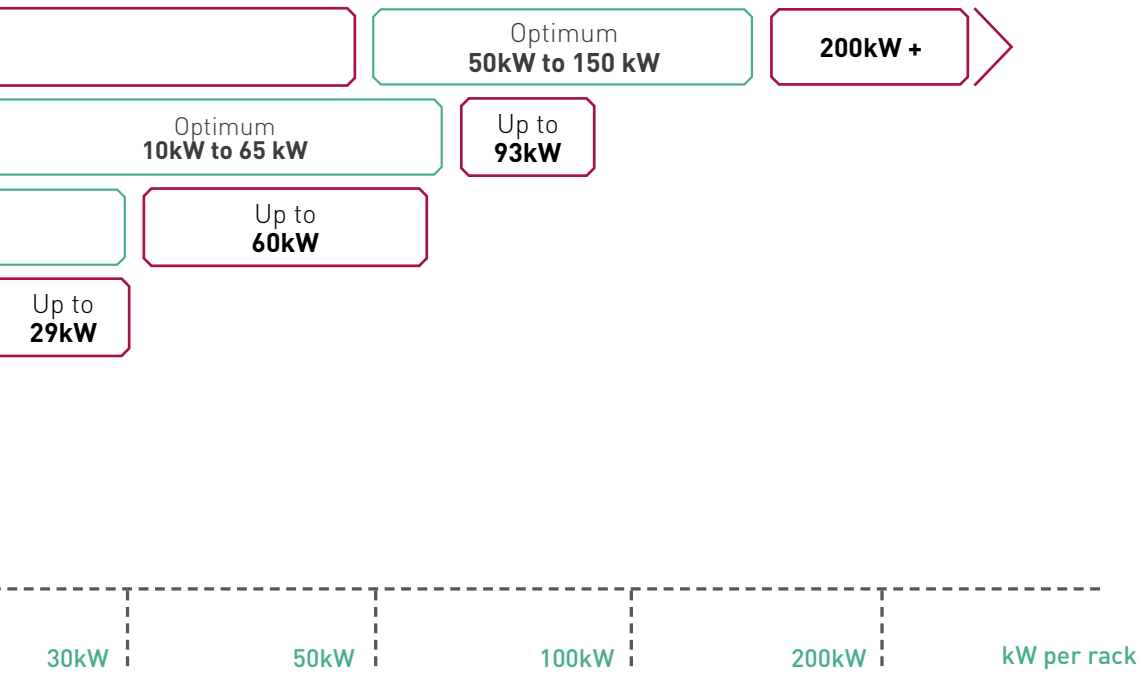 Optimum
50kW to 150 kW
200kW +
Optimum
10kW to 65 kW
Up to
93kW
Up to
60kW
Up to
29kW
30kW
50kW
100kW
200kW
kW per rack